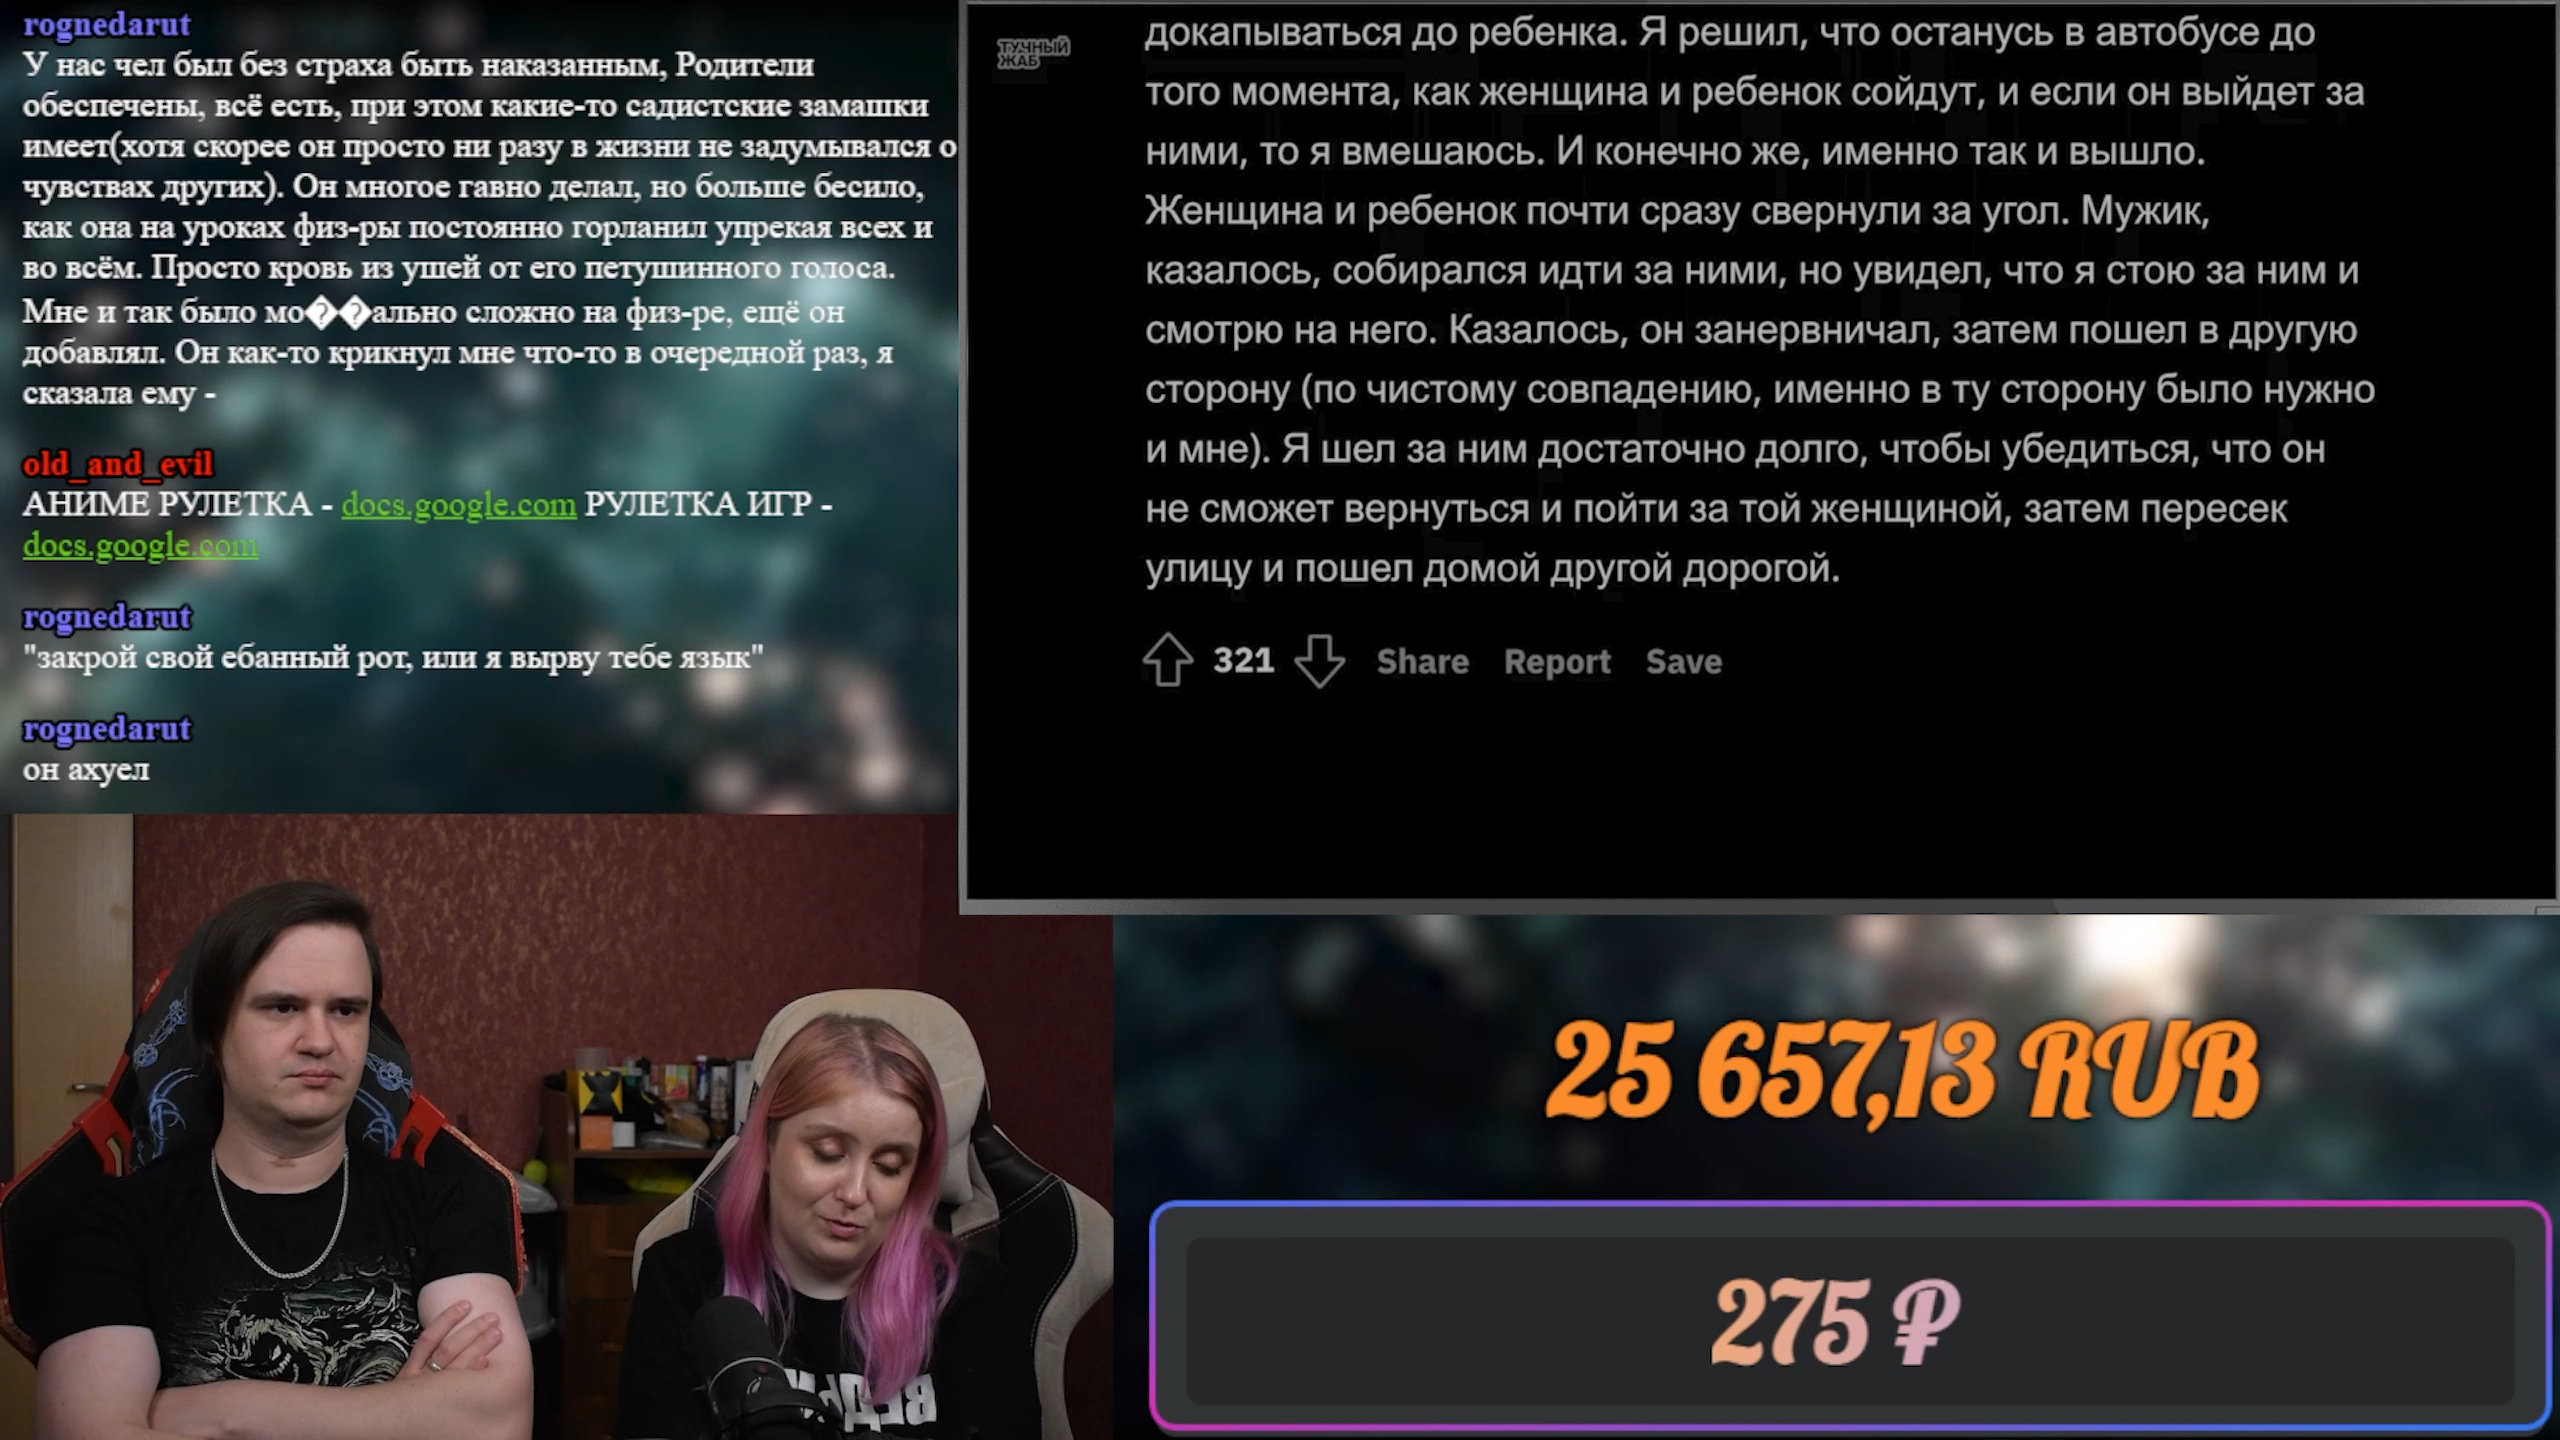 rognedarut
У нас чел был без страха быть наказанным, Родители
обеспечены, всё есть, при этом какие-то садистские замашки
имеет(хотя скорее он просто ни разу в жизни не задумывался о
чувствах других). Он многое гавно делал, но больше бесило,
как она на уроках физ-ры постоянно горланил упрекая всех и
во всём. Просто кровь из ушей от его петушинного голоса.
Мне и так было мо��ально сложно на физ-ре, ещё он
добавлял. Он как-то крикнул мне что-то в очередной раз, я
сказала ему -
old_and_evil
АНИМЕ РУЛЕТКА - docs.google.com РУЛЕТКА ИГР -
docs.google.com
rognedarut
"закрой свой ебанный рот, или я вырву тебе язык"
rognedarut
он ахуел
ТУЧНЫЙ
ЖАБ
докапываться до ребенка. Я решил, что останусь в автобусе до
того момента, как женщина и ребенок сойдут, и если он выйдет за
ними, то я вмешаюсь. И конечно же, именно так и вышло.
Женщина и ребенок почти сразу свернули за угол. Мужик,
казалось, собирался идти за ними, но увидел, что я стою за ним и
смотрю на него. Казалось, он занервничал, затем пошел в другую
сторону (по чистому совпадению, именно в ту сторону было нужно
и мне). Я шел за ним достаточно долго, чтобы убедиться, что он
не сможет вернуться и пойти за той женщиной, затем пересек
улицу и пошел домой другой дорогой.
321 Share Report Save
25 657,13 RUB
275 ₽